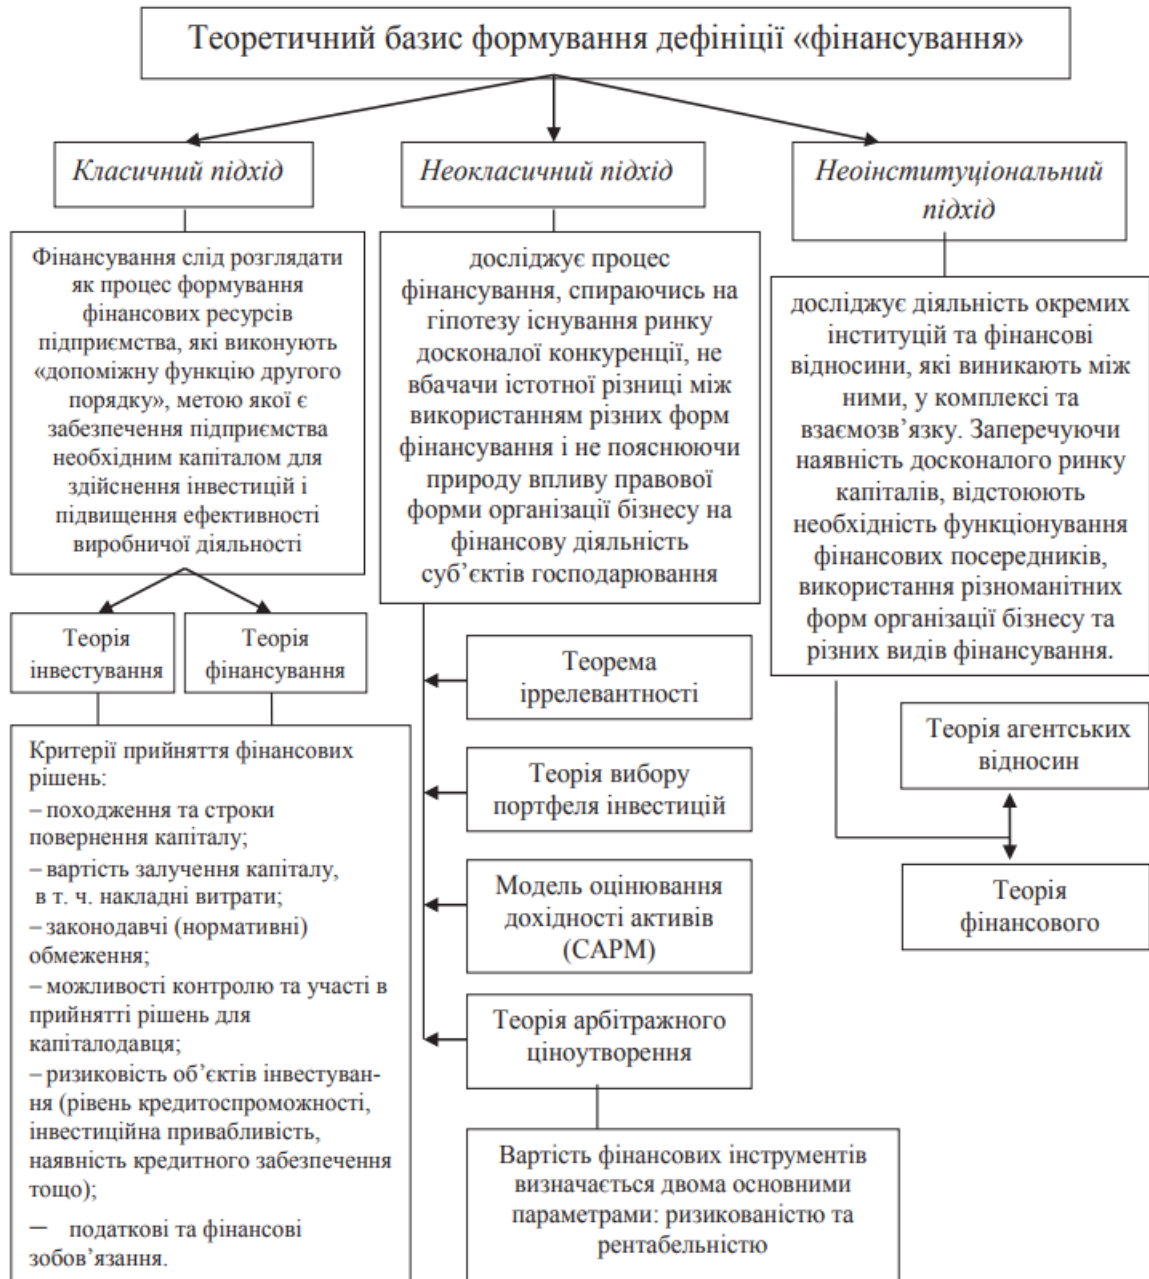 Теоретичний базис формування дефініції «фінансування»
Класичний підхід
Неокласичний підхід
Неоінституціональний
підхід
Фінансування слід розглядати
як процес формування
фінансових ресурсів
підприємства, які виконують
«допоміжну функцію другого
порядку», метою якої є
забезпечення підприємства
необхідним капіталом для
здійснення інвестицій і
підвищення ефективності
виробничої діяльності
досліджує процес
фінансування, спираючись на
гіпотезу існування ринку
досконалої конкуренції, не
вбачачи істотної різниці між
використанням різних форм
фінансування і не пояснюючи
природу впливу правової
форми організації бізнесу на
фінансову діяльність
суб’єктів господарювання
досліджує діяльність окремих
інституцій та фінансові
відносини, які виникають між
ними, у комплексі та
взаємозв’язку. Заперечуючи
наявність досконалого ринку
капіталів, відстоюють
необхідність функціонування
фінансових посередників,
використання різноманітних
форм організації бізнесу та
різних видів фінансування.
Теорія
інвестування
Теорія
фінансування
Критерії прийняття фінансових
рішень:
– походження та строки
повернення капіталу;
– вартість залучення капіталу,
в т. ч. накладні витрати;
– законодавчі (нормативні)
обмеження;
– можливості контролю та участі в
прийнятті рішень для
капіталодавця;
– ризиковість об’єктів інвестуван-
ня (рівень кредитоспроможності,
інвестиційна привабливість,
наявність кредитного забезпечення
тощо);
– податкові та фінансові
зобов’язання.
Теорема
іррелевантності
Теорія вибору
портфеля інвестицій
Модель оцінювання
дохідності активів
(CAPM)
Теорія арбітражного
ціноутворення
Вартість фінансових інструментів
визначається двома основними
параметрами: ризикованістю та
рентабельністю
Теорія агентських
відносин
Теорія
фінансового